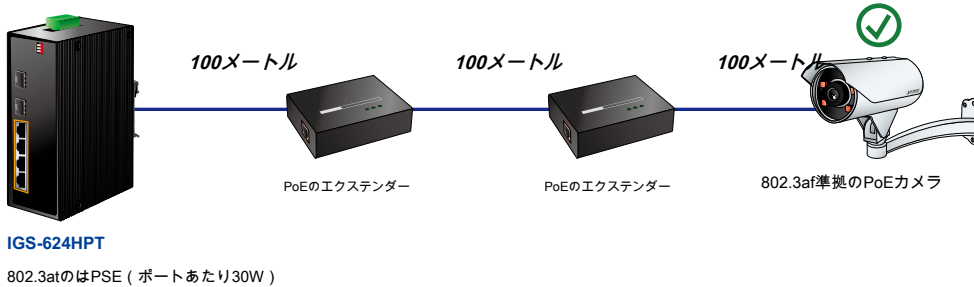 100メートル
100メートル
100メートル
PoEのエクステンダー
PoEのエクステンダー
802.3af準拠のPoEカメラ
IGS-624HPT
802.3atのはPSE（ポートあたり30W）